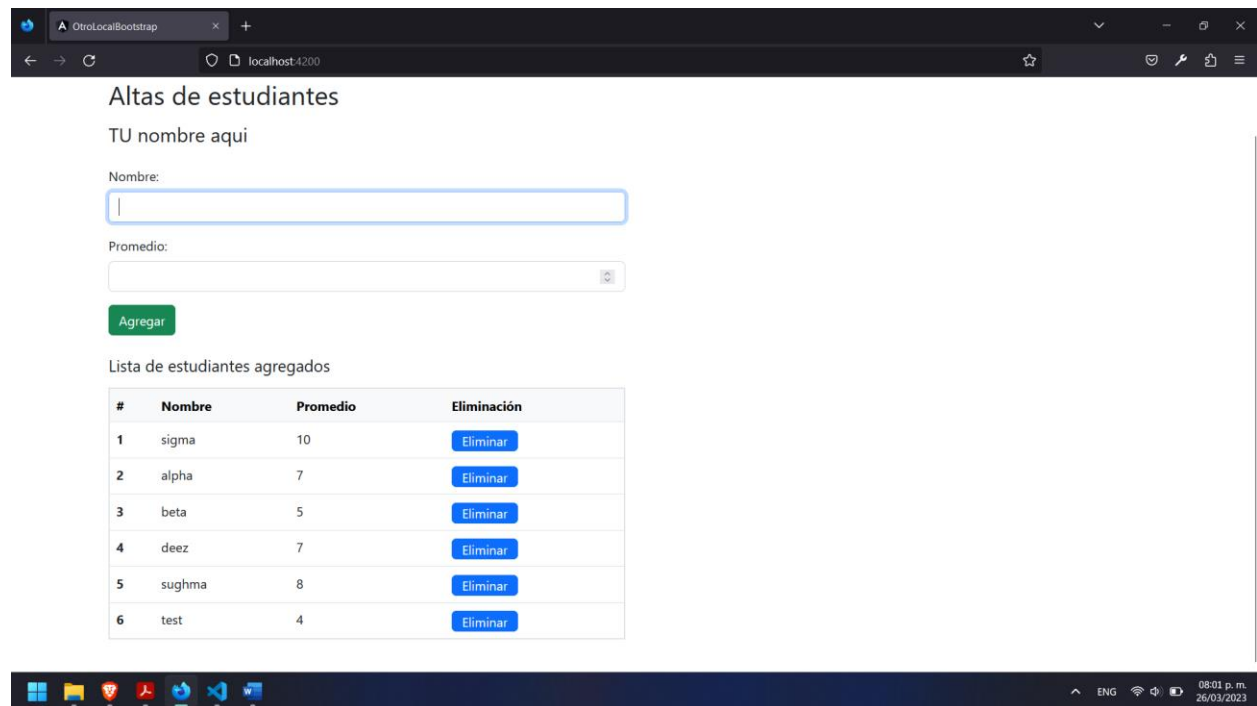 OtroLocalBootstrap
localhost:4200
Altas de estudiantes
TU nombre aqui
Nombre:
Promedio:
Agregar
Lista de estudiantes agregados
# Nombre Promedio Eliminación
1 sigma 10 Eliminar
2 alpha 7 Eliminar
3 beta 5 Eliminar
4 deez 7 Eliminar
5 sughma 8 Eliminar
6 test 4 Eliminar
ENG 08:01 p. m.
26/03/2023